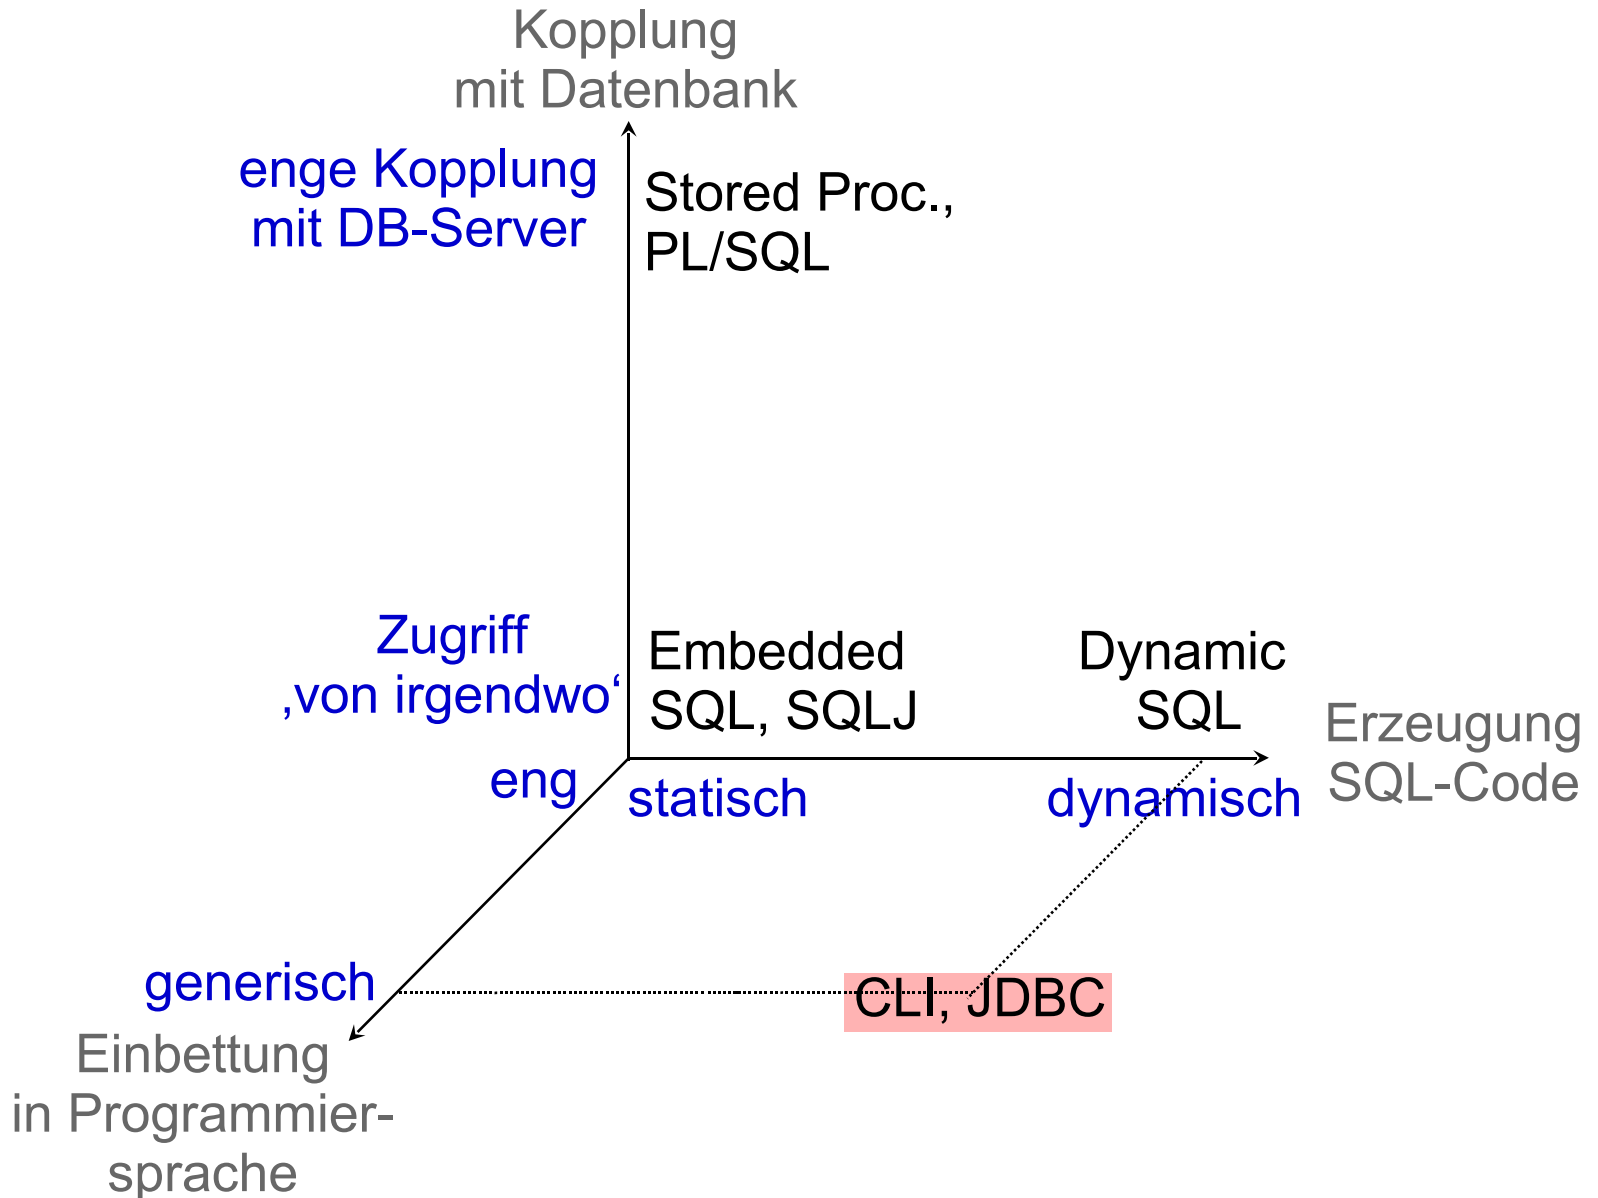 Kopplung
mit Datenbank
enge Kopplung
mit DB-Server
Stored Proc.,
PL/SQL
Zugriff
‚von irgendwo‘
Embedded
SQL, SQLJ
Dynamic
SQL
Erzeugung
SQL-Code
eng
statisch
dynamisch
generisch
CLI, JDBC
Einbettung
in Programmier-
sprache